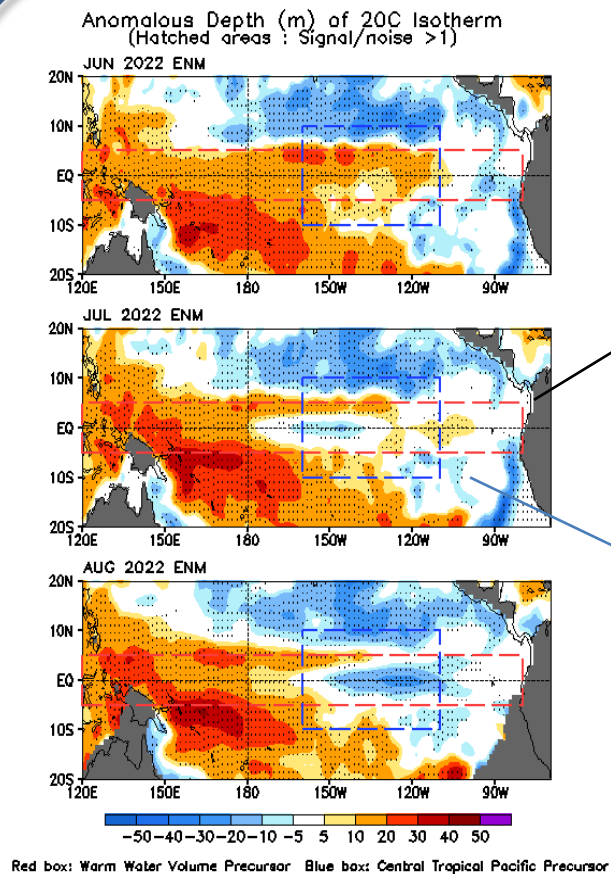 Anomalous Depth (m) of 20C Isotherm
(Hatched areas : Signal/noise >1)
JUN 2022 ENM
20N
10N
EQ
10S
20S
120E 150E 180 150W 120W 90W
JUL 2022 ENM
20N
10N
EQ
10S
20S
120E 150E 180 150W 120W 90W
AUG 2022 ENM
20N
10N
EQ
10S
20S
120E 150E 180 150W 120W 90W
-50 -40 -30 -20 -10 -5 5 10 20 30 40 50
Red box: Warm Water Volume Precursor Blue box: Central Tropical Pacific Precursor